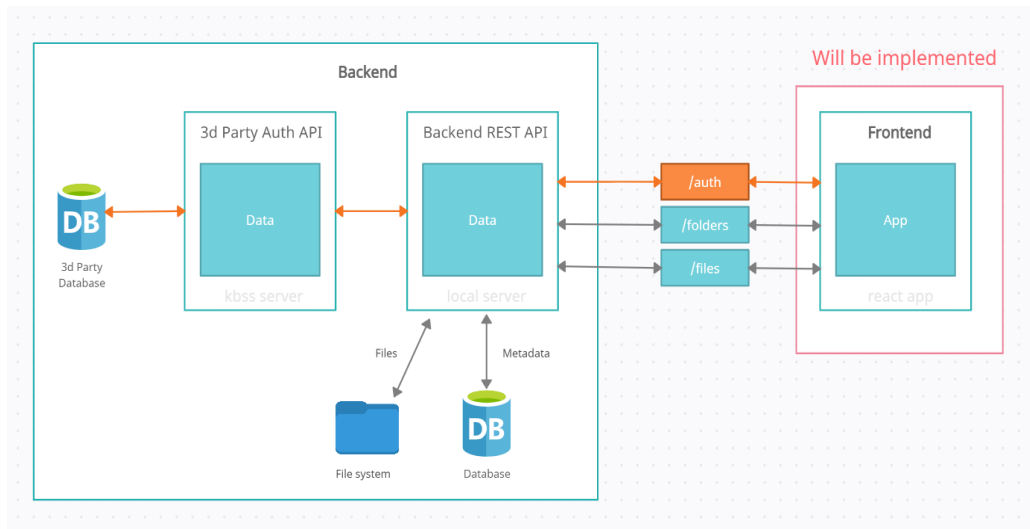 Will be implemented
Backend
3d Party Auth API
Backend REST API
Frontend
/auth
DB
Data
Data
/folders
App
3d Party
Database
/files
kbss server
local server
react app
Files
Metadata
DB
File system
Database